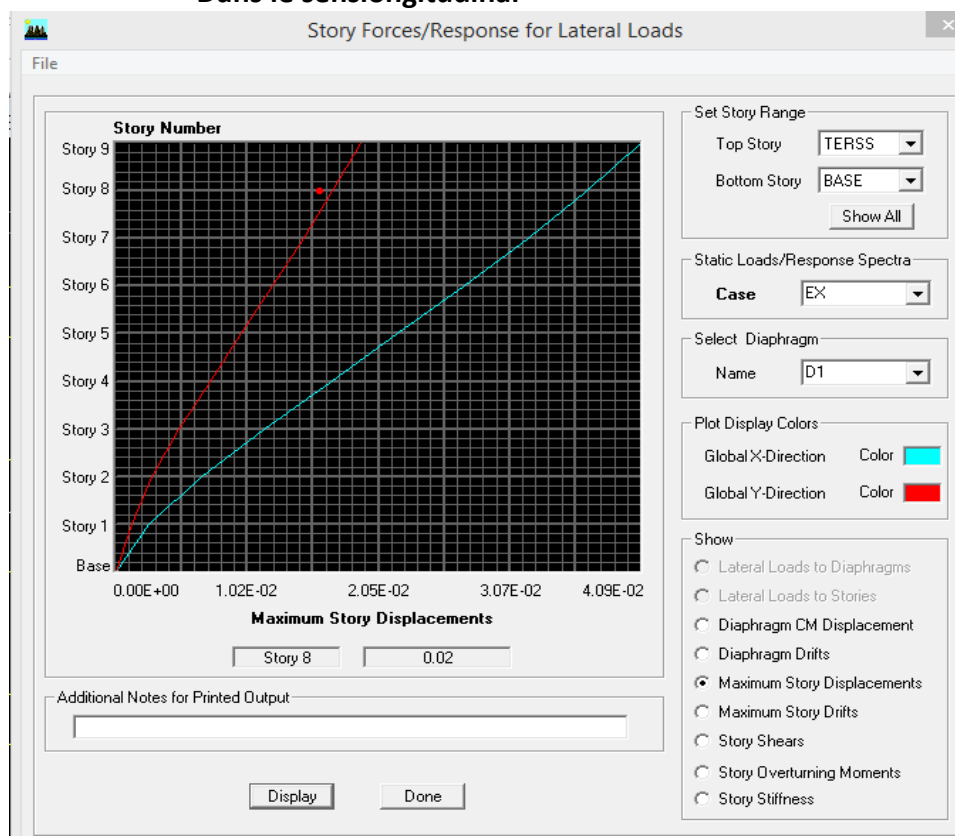 Dans le senslongitudinal
Story Forces/Response for Lateral Loads
File
Story Number
Story 9
Story 8
Story 7
Story 6
Story 5
Story 4
Story 3
Story 2
Story 1
Base
0.00E+00 1.02E-02 2.05E-02 3.07E-02 4.09E-02
Maximum Story Displacements
Story 8 0.02
Additional Notes for Printed Output
Display Done
Set Story Range
Top Story TERSS
Bottom Story BASE
Show All
Static Loads/Response Spectra
Case EX
Select Diaphragm
Name D1
Plot Display Colors
Global X-Direction Color
Global Y-Direction Color
Show
Lateral Loads to Diaphragms
Lateral Loads to Stories
Diaphragm CM Displacement
Diaphragm Drifts
Maximum Story Displacements
Maximum Story Drifts
Story Shears
Story Overturning Moments
Story Stiffness